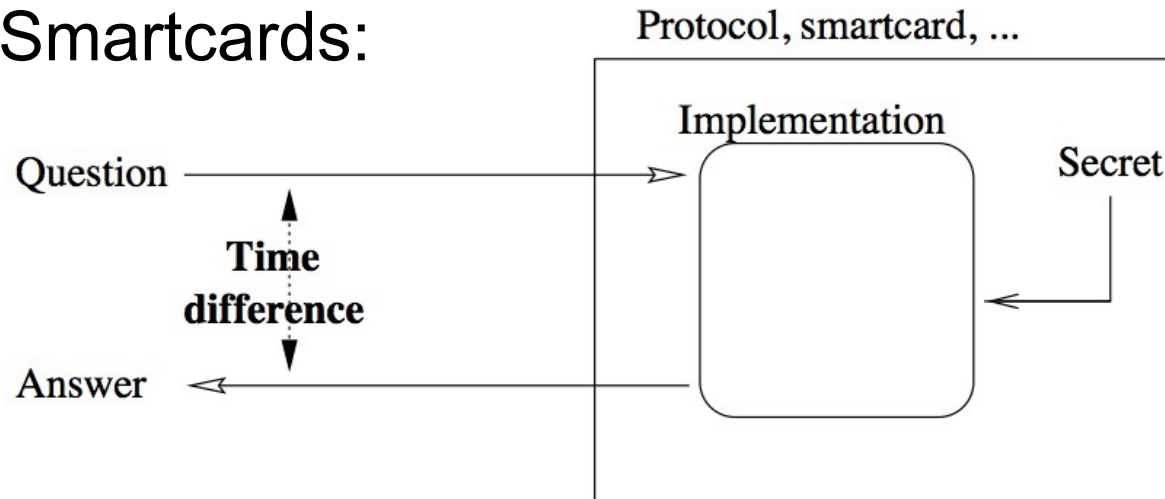 Smartcards:
Protocol, smartcard, ...
Implementation
Secret
Question
Time
difference
Answer